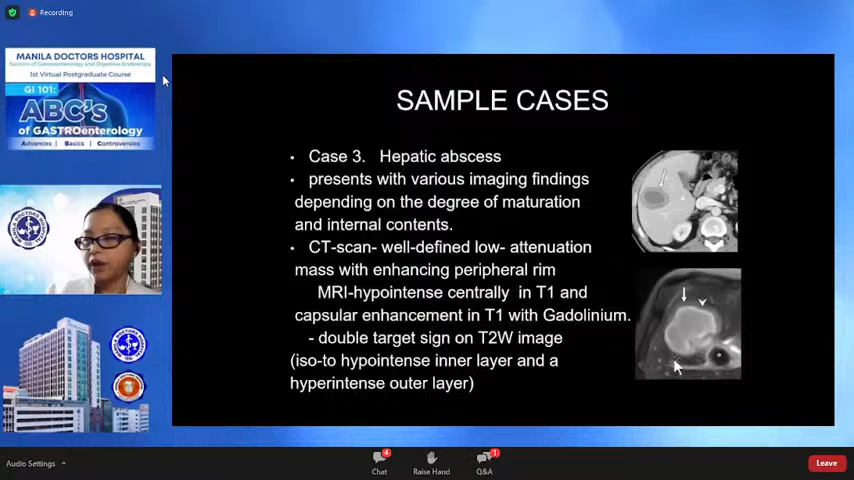 Recording
MANILA DOCTORS HOSPITAL
Section of Gastroenterology and Digestive Endoscopy
1st Virtual Postgraduate Course
GI 101:
ABC's
of GASTROenterology
Advances | Basics | Controversies
SAMPLE CASES
• Case 3. Hepatic abscess
• presents with various imaging findings
depending on the degree of maturation
and internal contents.
• CT-scan- well-defined low- attenuation
mass with enhancing peripheral rim
MRI-hypointense centrally in T1 and
capsular enhancement in T1 with Gadolinium.
- double target sign on T2W image
(iso-to hypointense inner layer and a
hyperintense outer layer)
Audio Settings
4
Chat
Raise Hand
1
Q&A
Leave